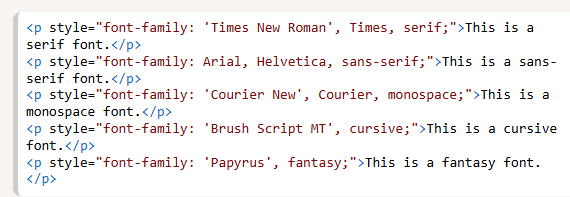 <p style="font-family: 'Times New Roman', Times, serif;">This is a
serif font.</p>
<p style="font-family: Arial, Helvetica, sans-serif;">This is a sans-
serif font.</p>
<p style="font-family: 'Courier New', Courier, monospace;">This is a
monospace font.</p>
<p style="font-family: 'Brush Script MT', cursive;">This is a cursive
font.</p>
<p style="font-family: 'Papyrus', fantasy;">This is a fantasy font.
</p>